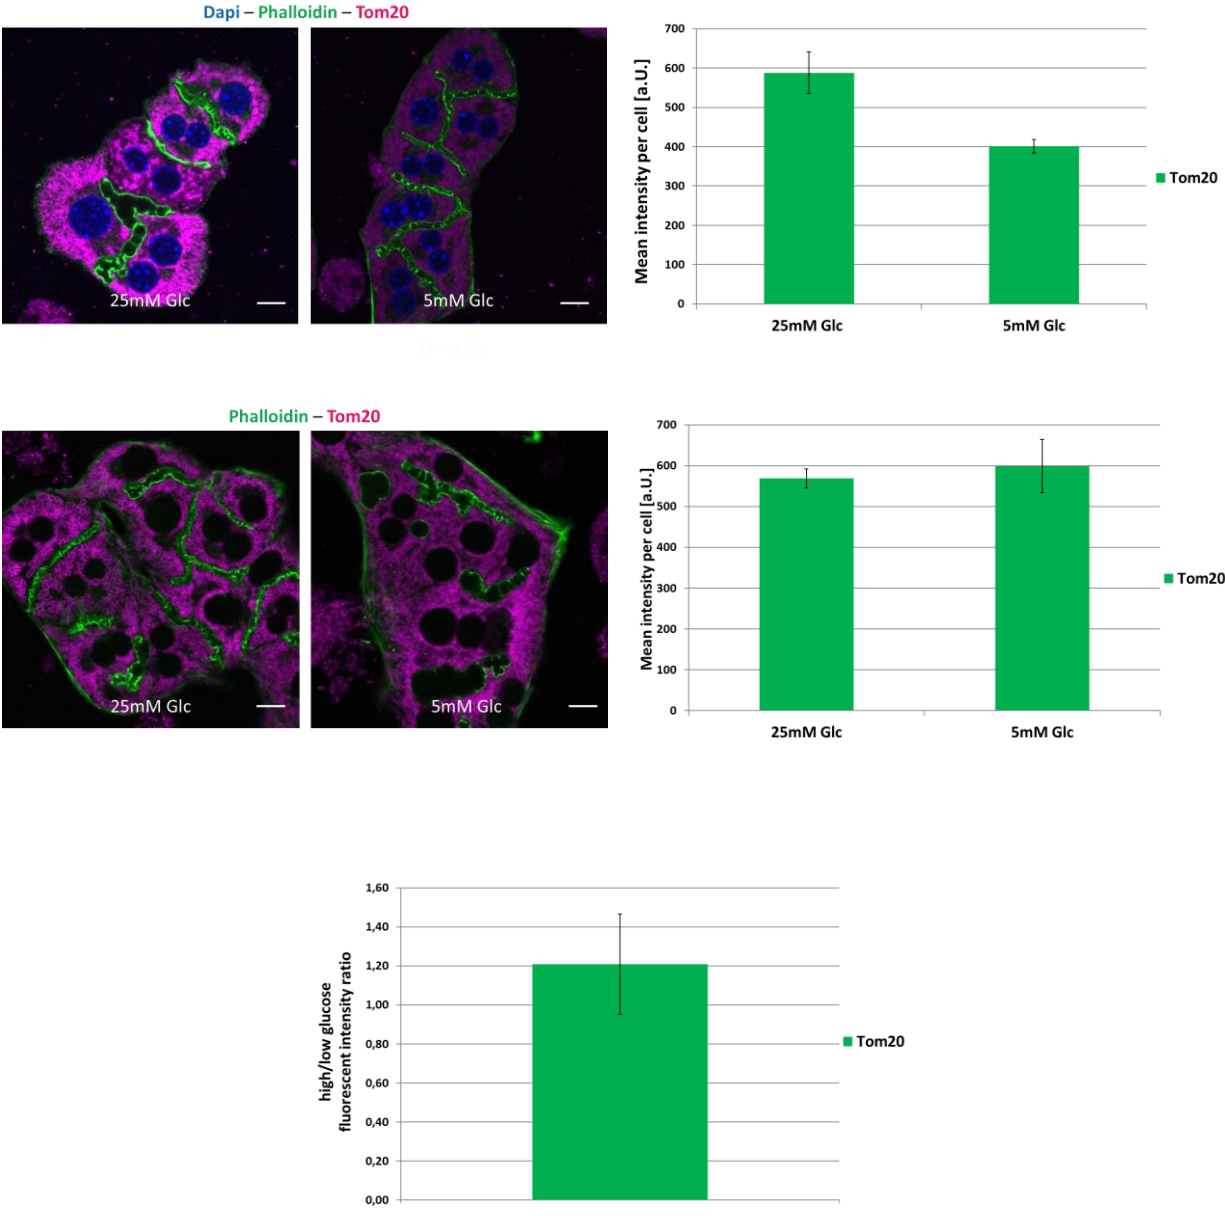 Dapi – Phalloidin – Tom20
25mM Glc
5mM Glc
700
600
500
400
300
200
100
0
Mean intensity per cell [a.U.]
25mM Glc
5mM Glc
Tom20
Phalloidin – Tom20
25mM Glc
5mM Glc
700
600
500
400
300
200
100
0
Mean intensity per cell [a.U.]
25mM Glc
5mM Glc
Tom20
1,60
1,40
1,20
1,00
0,80
0,60
0,40
0,20
0,00
high/low glucose
fluorescent intensity ratio
Tom20